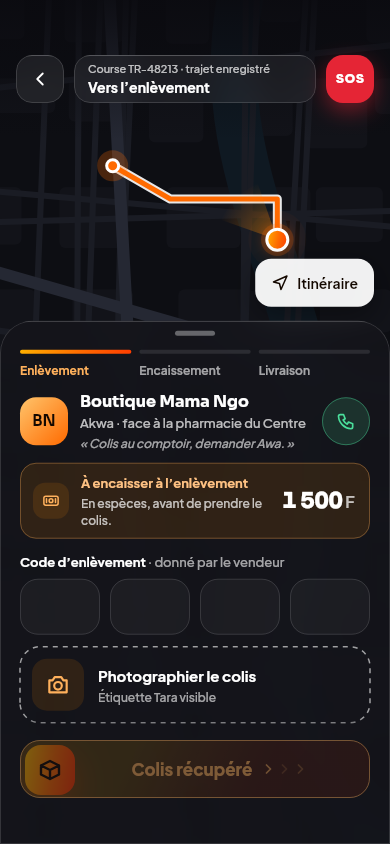 Course TR-48213 · trajet enregistré
Vers l'enlèvement
SOS
Itinéraire
Enlèvement
Encaissement
Livraison
BN
Boutique Mama Ngo
Akwa · face à la pharmacie du Centre
« Colis au comptoir, demander Awa. »
À encaisser à l'enlèvement
En espèces, avant de prendre le
colis.
1 500 F
Code d'enlèvement · donné par le vendeur
Photographier le colis
Étiquette Tara visible
Colis récupéré